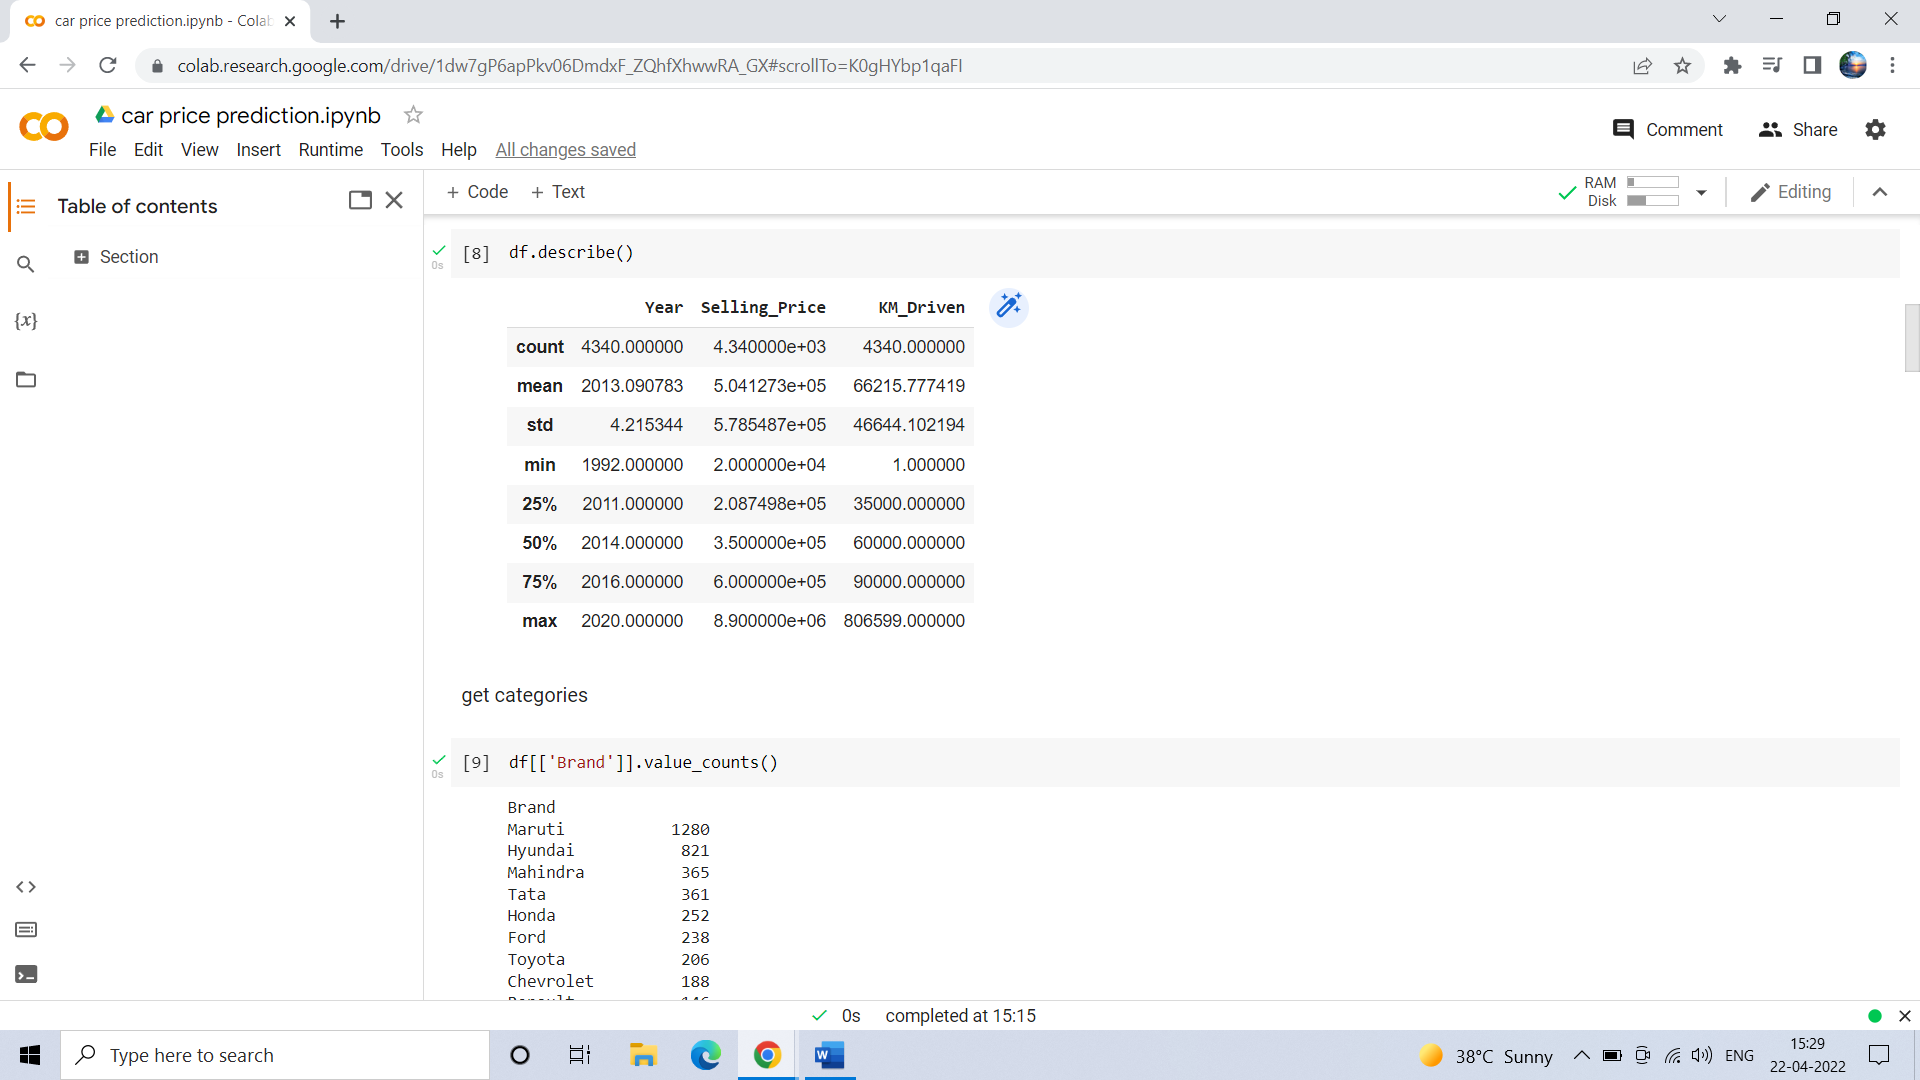 car price prediction.ipynb - Colab
colab.research.google.com/drive/1dw7gP6apPkv06DmdxF_ZQhfXhwwRA_GX#scrollTo=K0gHYbp1qaFI
car price prediction.ipynb
Comment
Share
File Edit View Insert Runtime Tools Help All changes saved
Table of contents
+ Code + Text
RAM
Disk
Editing
Section
{x}
0s
[8] df.describe()
Year Selling_Price KM_Driven
count 4340.000000 4.340000e+03 4340.000000
mean 2013.090783 5.041273e+05 66215.777419
std 4.215344 5.785487e+05 46644.102194
min 1992.000000 2.000000e+04 1.000000
25% 2011.000000 2.087498e+05 35000.000000
50% 2014.000000 3.500000e+05 60000.000000
75% 2016.000000 6.000000e+05 90000.000000
max 2020.000000 8.900000e+06 806599.000000
get categories
0s
[9] df[['Brand']].value_counts()
Brand
Maruti 1280
Hyundai 821
Mahindra 365
Tata 361
Honda 252
Ford 238
Toyota 206
Chevrolet 188
0s completed at 15:15
Type here to search
38°C Sunny
ENG
15:29
22-04-2022